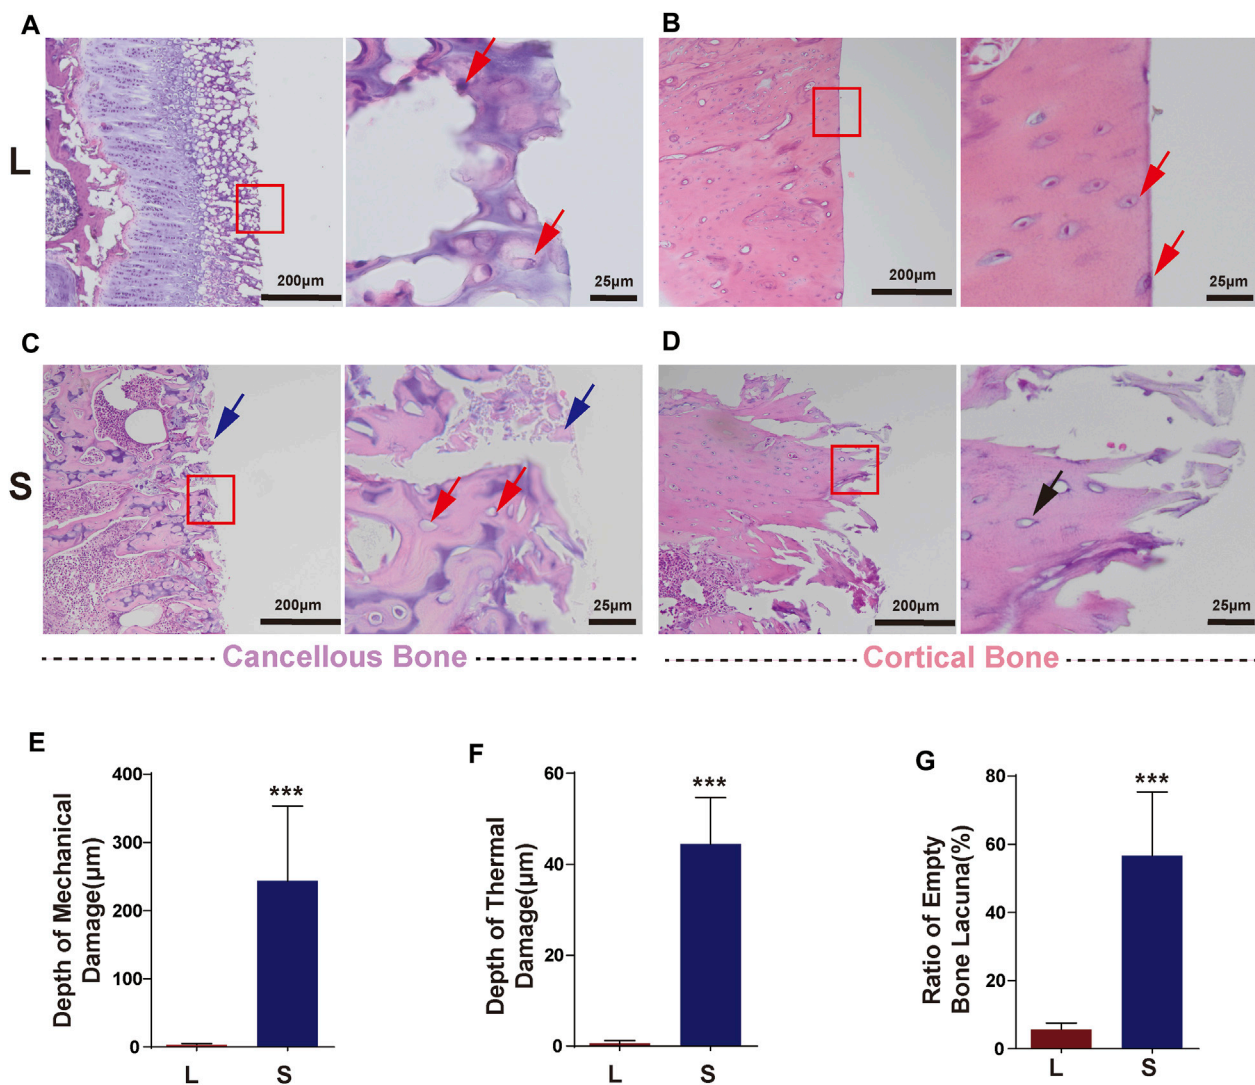 A
B
L
200µm
25µm
200µm
25µm
C
D
S
200µm
25µm
200µm
25µm
Cancellous Bone
Cortical Bone
E
Depth of Mechanical
Damage(µm)
400
300
200
100
0
***
L
S
F
Depth of Thermal
Damage(µm)
60
40
20
0
***
L
S
G
Ratio of Empty
Bone Lacuna(%)
80
60
40
20
0
***
L
S